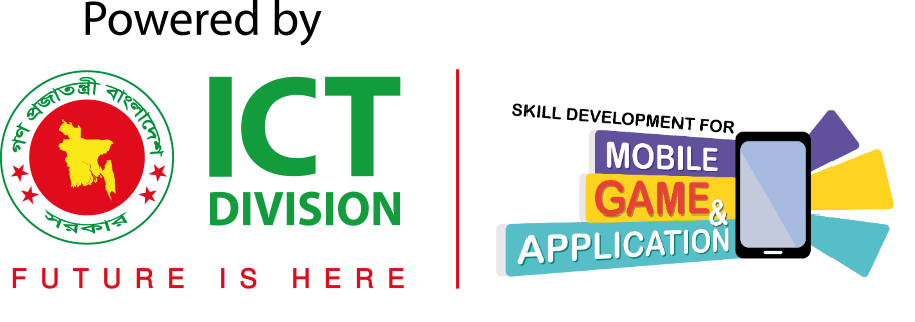 Powered by
গণপ্রজাতন্ত্রী বাংলাদেশ
সরকার
ICT
DIVISION
FUTURE IS HERE
SKILL DEVELOPMENT FOR
MOBILE
GAME
&
APPLICATION